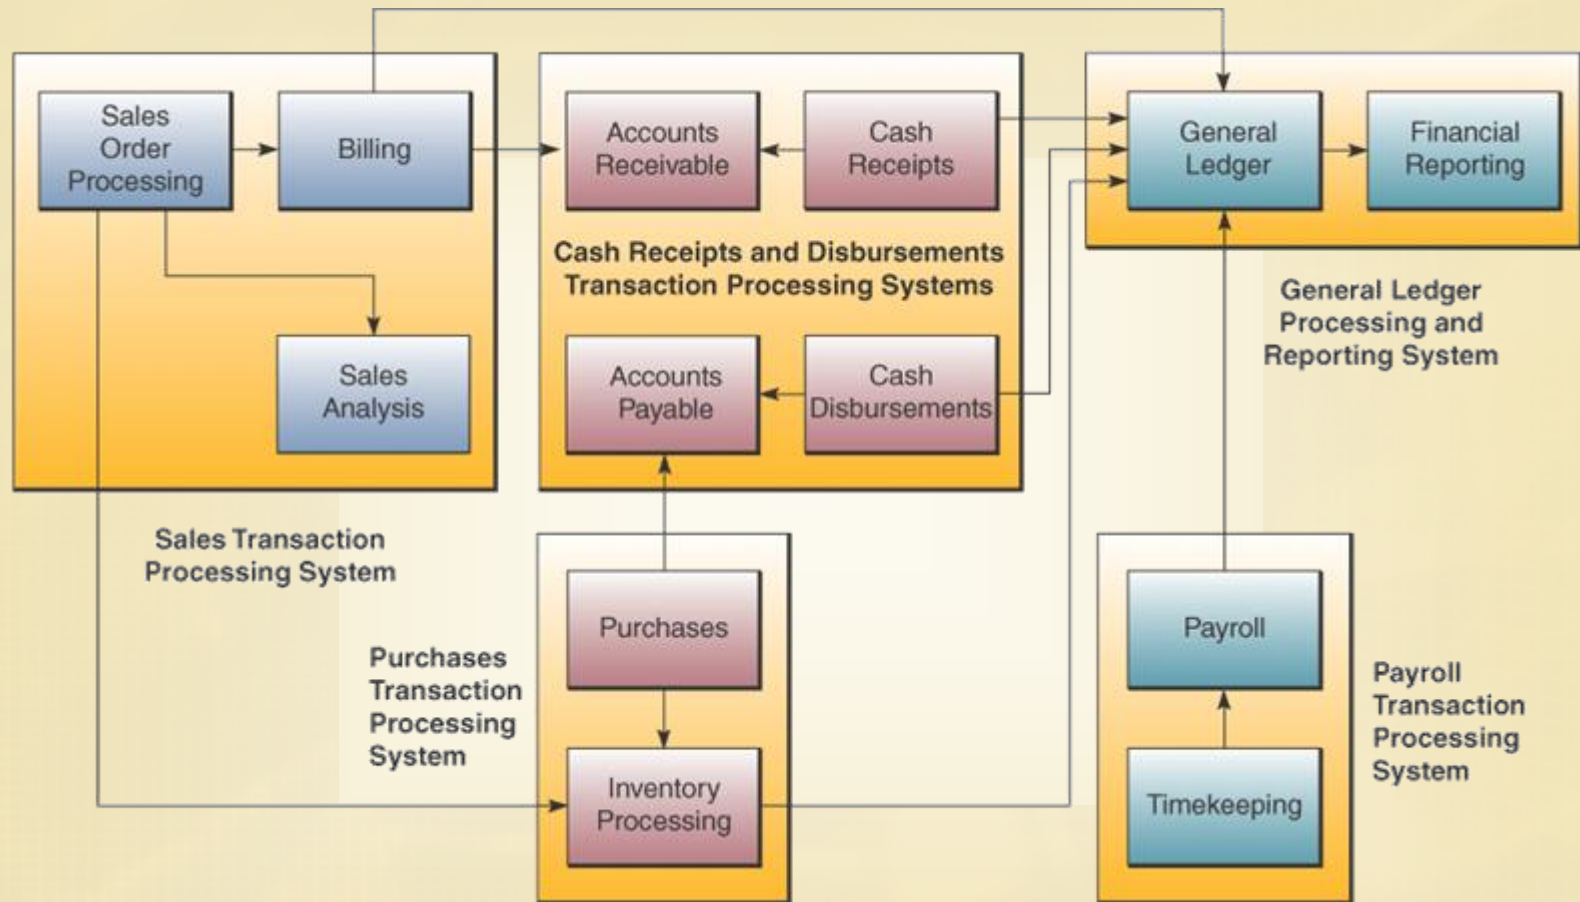 Sales
Order
Processing
Billing
Sales
Analysis
Sales Transaction
Processing System
Accounts
Receivable
Cash
Receipts
Cash Receipts and Disbursements
Transaction Processing Systems
Accounts
Payable
Cash
Disbursements
General
Ledger
Financial
Reporting
General Ledger
Processing and
Reporting System
Purchases
Transaction
Processing
System
Purchases
Inventory
Processing
Payroll
Timekeeping
Payroll
Transaction
Processing
System